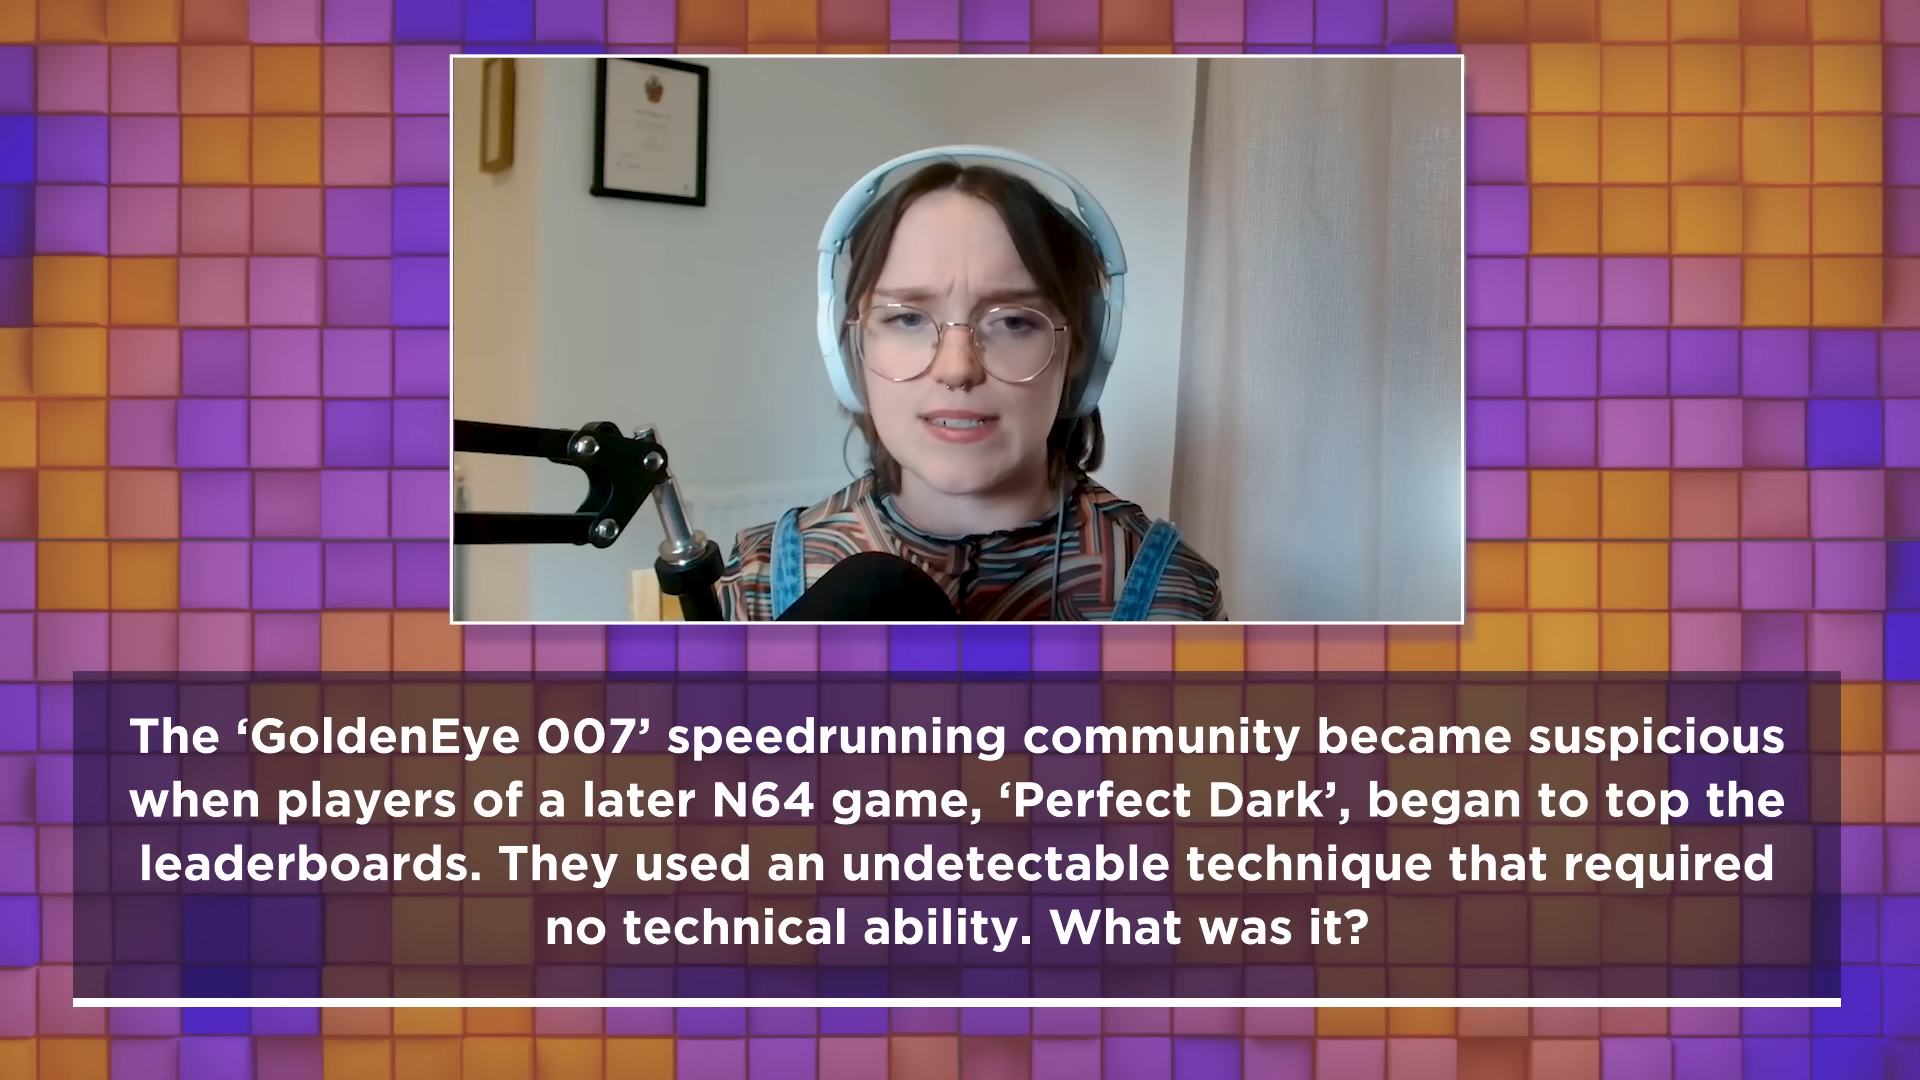 The ‘GoldenEye 007’ speedrunning community became suspicious
when players of a later N64 game, ‘Perfect Dark’, began to top the
leaderboards. They used an undetectable technique that required
no technical ability. What was it?